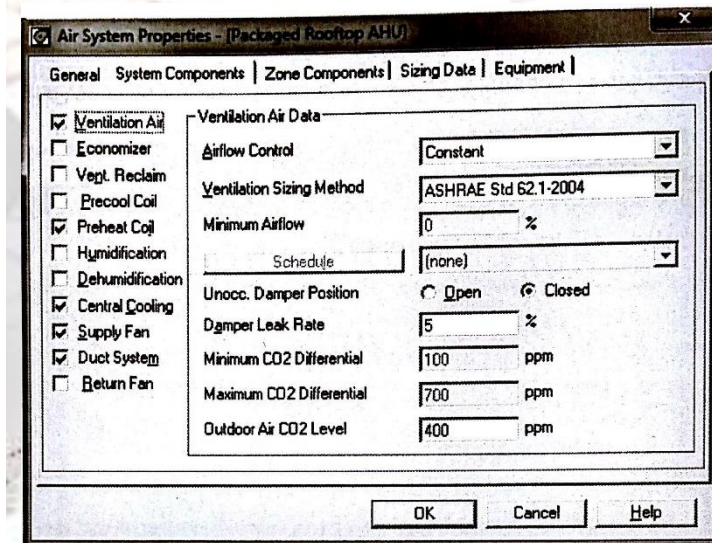 Air System Properties - [Packaged Rooftop AHU]
General | System Components | Zone Components | Sizing Data | Equipment |
Ventilation Air
Economizer
Vent. Reclaim
Precool Coil
Preheat Coil
Humidification
Dehumidification
Central Cooling
Supply Fan
Duct System
Return Fan
Ventilation Air Data
Airflow Control Constant
Ventilation Sizing Method ASHRAE Std 62.1-2004
Minimum Airflow 0 %
Schedule (none)
Unocc. Damper Position Open Closed
Damper Leak Rate 5 %
Minimum CO2 Differential 100 ppm
Maximum CO2 Differential 700 ppm
Outdoor Air CO2 Level 400 ppm
OK Cancel Help